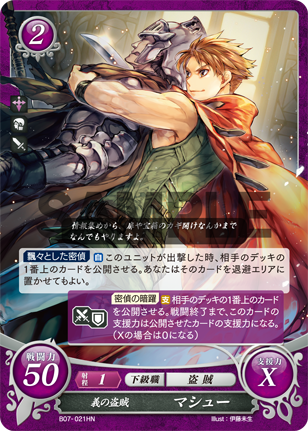 2
SAMPLE
情報集めから、扉や宝箱のカギ開けなんかまで
なんでもやりますよ。
飄々とした密偵 自 このユニットが出撃した時、相手のデッキの
1番上のカードを公開させる。あなたはそのカードを退避エリアに
置かせてもよい。
密偵の暗躍 支 相手のデッキの1番上のカード
を公開させる。戦闘終了まで、このカードの
支援力は公開させたカードの支援力になる。
(Xの場合は0になる)
戦闘力
50
射程 1 下級職 盗賊
支援力
X
義の盗賊 マシュー
B07-021HN Illust:伊藤未生